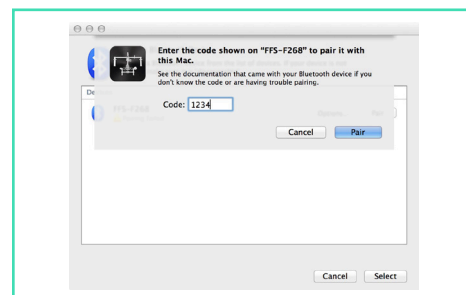 Enter the code shown on "FFS-F268" to pair it with
this Mac.
See the documentation that came with your Bluetooth device if you
don't know the code or are having trouble pairing.
Code: 1234
Cancel Pair
FFS-F268
Cancel Select